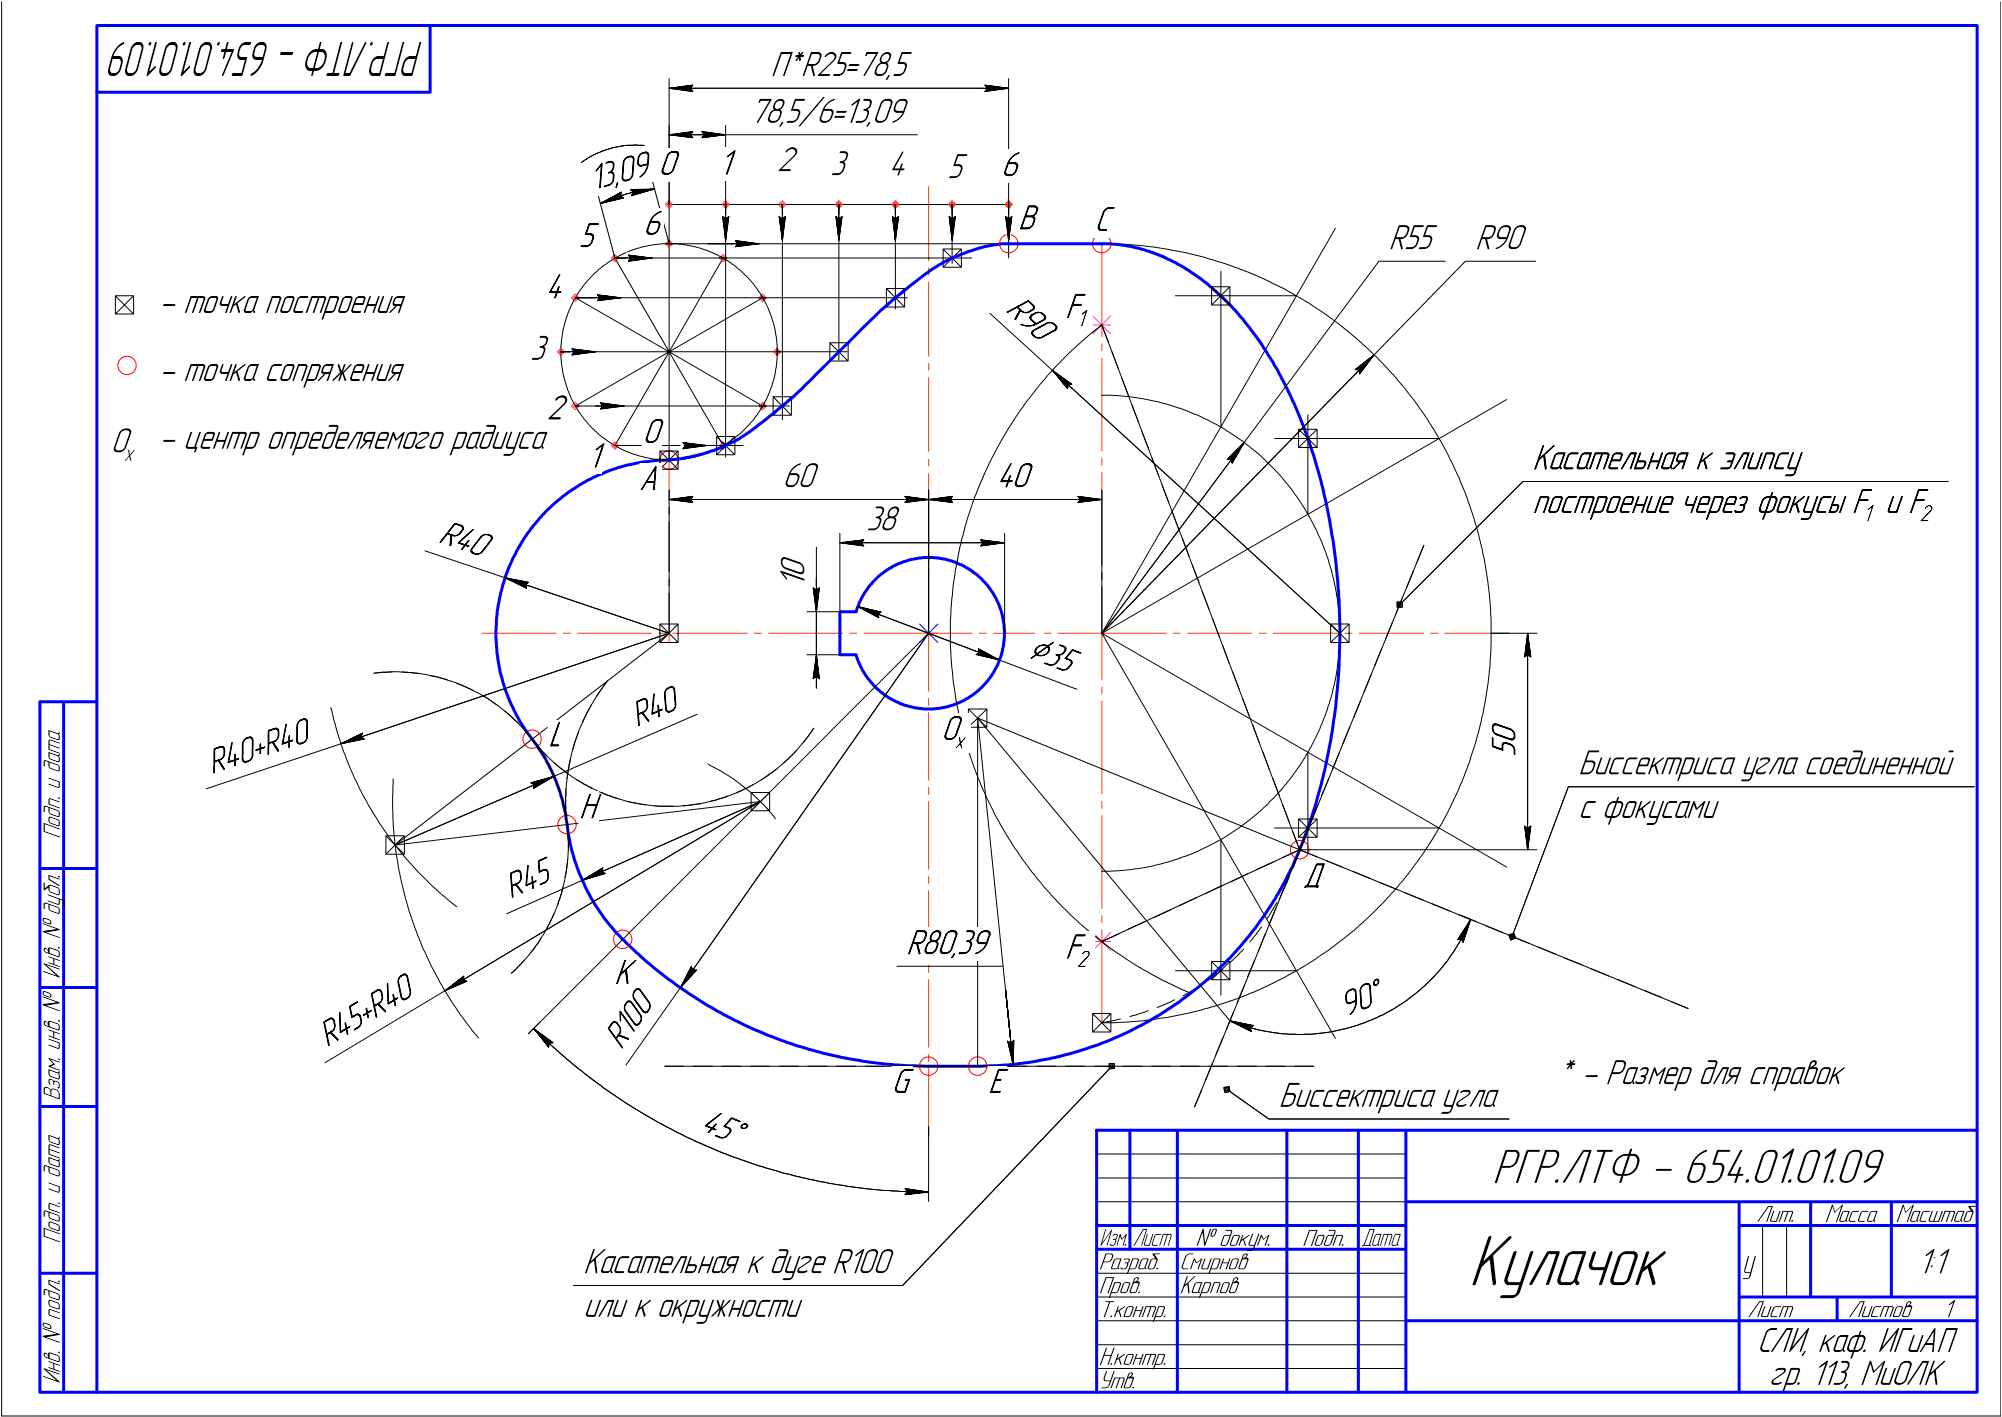 РГР.ЛТФ - 654.01.01.09
П*R25=78,5
78,5/6=13,09
13,09
0 1 2 3 4 5 6
6
5
4
3
2
1
0
A
B
C
F1
R90
R55
R90
⊠ - точка построения
○ - точка сопряжения
Ox - центр определяемого радиуса
60
40
38
10
⌀35
Касательная к элипсу
построение через фокусы F1 и F2
R40
R40+R40
L
R40
H
Ox
50
Биссектриса угла соединенной
с фокусами
R45
Д
R45+R40
K
R100
R80,39
F2
90°
G
E
45°
* - Размер для справок
Биссектриса угла
Касательная к дуге R100
или к окружности
Подп. и дата
Инв. № дубл.
Взам. инв. №
Подп. и дата
Инв. № подл.
РГР.ЛТФ - 654.01.01.09
Изм. Лист № докум. Подп. Дата
Разраб. Смирнов
Пров. Карпов
Т.контр.
Н.контр.
Утв.
Кулачок
Лит. Масса Масштаб
У 1:1
Лист Листов 1
СЛИ, каф. ИГиАП
гр. 113, МиОЛК